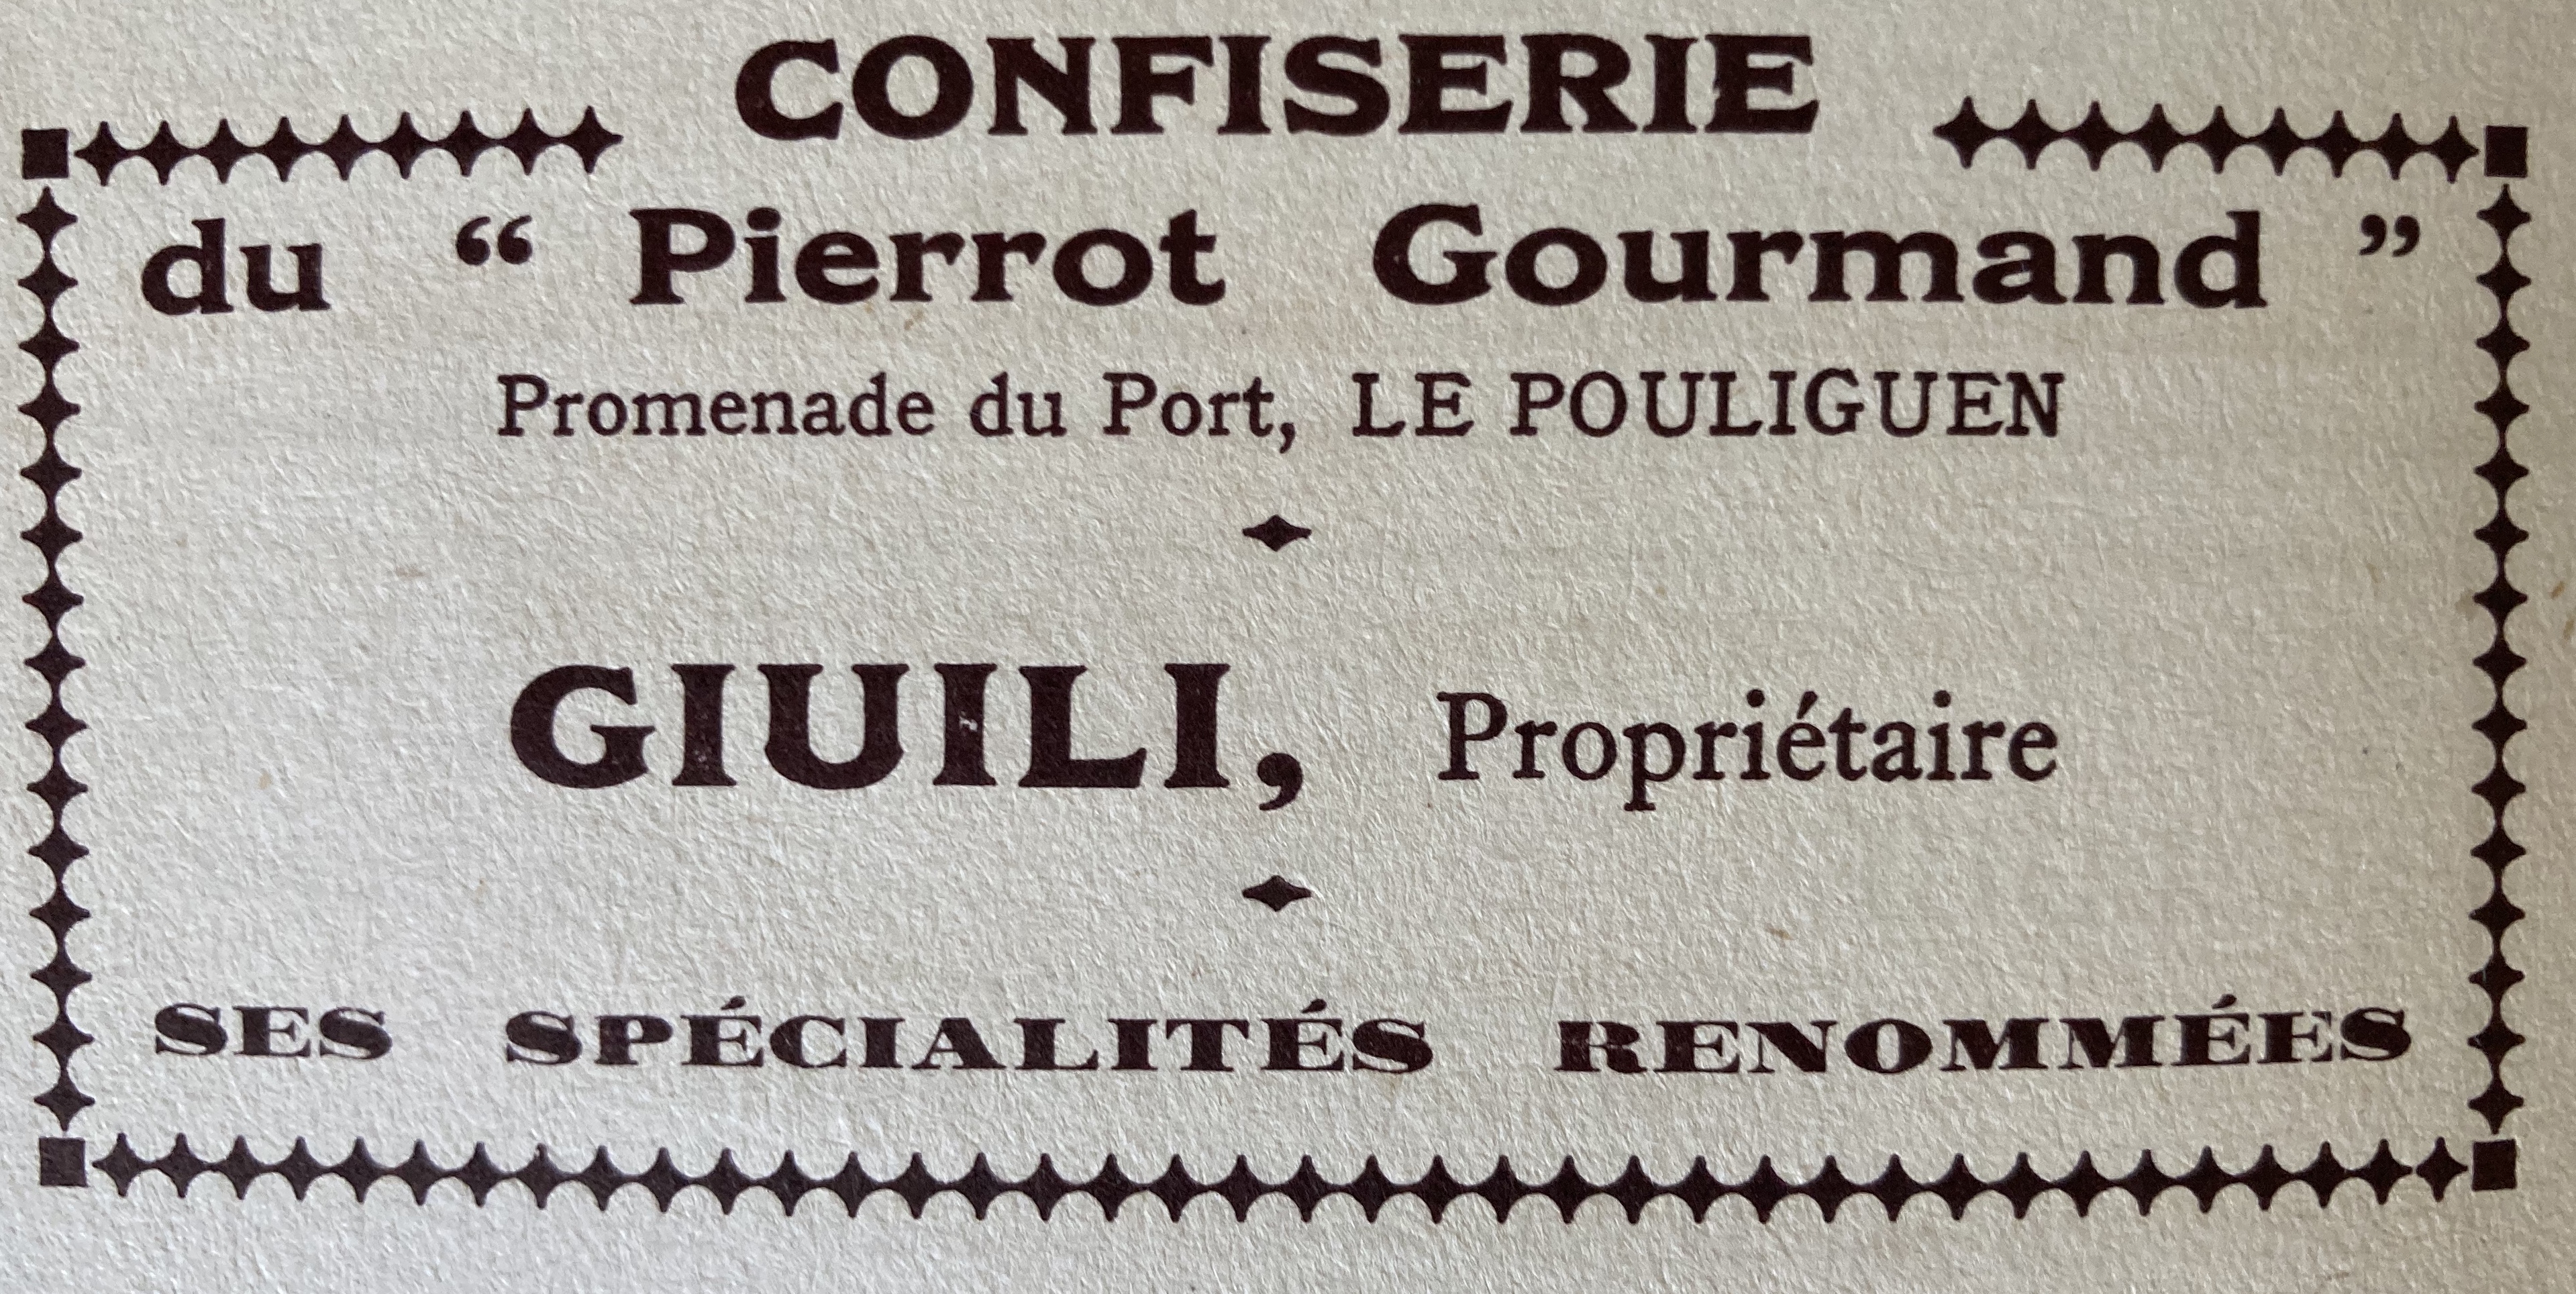 CONFISERIE
du “ Pierrot Gourmand ”
Promenade du Port, LE POULIGUEN
GIUILI, Propriétaire
SES SPÉCIALITÉS RENOMMÉES